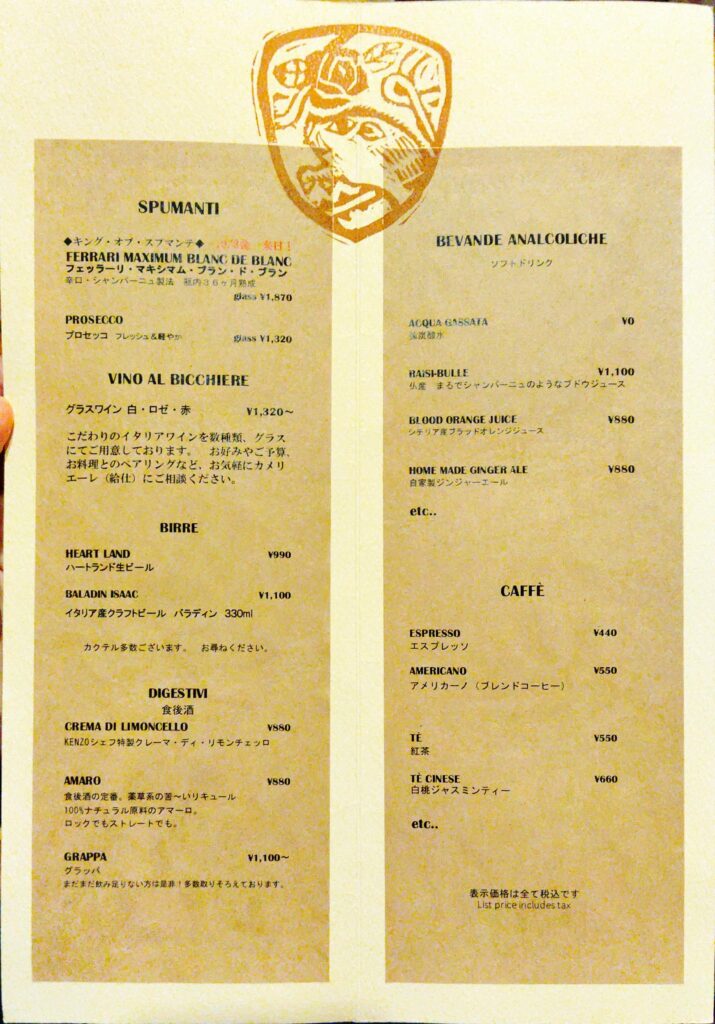 SPUMANTI
◆キング・オブ・スプマンテ◆
FERRARI MAXIMUM BLANC DE BLANC
フェッラーリ・マキシマム・ブラン・ド・ブラン
辛口・シャンパーニュ製法 瓶内36ヶ月熟成
glass ¥1,870
PROSECCO
プロセッコ フレッシュ&軽やか glass ¥1,320
VINO AL BICCHIERE
グラスワイン 白・ロゼ・赤 ¥1,320~
こだわりのイタリアワインを数種類、グラス
にてご用意しております。 お好みやご予算、
お料理とのペアリングなど、お気軽にカメリ
エーレ(給仕)にご相談ください。
BIRRE
HEART LAND ¥990
ハートランド生ビール
BALADIN ISAAC ¥1,100
イタリア産クラフトビール バラディン 330ml
カクテル多数ございます。 お尋ねください。
DIGESTIVI
食後酒
CREMA DI LIMONCELLO ¥880
KENZOシェフ特製クレーマ・ディ・リモンチェッロ
AMARO ¥880
食後酒の定番。薬草系の苦~いリキュール
100%ナチュラル原料のアマーロ。
ロックでもストレートでも。
GRAPPA ¥1,100~
グラッパ
まだまだ飲み足りない方は是非!多数取りそろえております。
BEVANDE ANALCOLICHE
ソフトドリンク
ACQUA GASSATA ¥0
強炭酸水
RAISI-BULLE ¥1,100
仏産 まるでシャンパーニュのようなブドウジュース
BLOOD ORANGE JUICE ¥880
シチリア産ブラッドオレンジジュース
HOME MADE GINGER ALE ¥880
自家製ジンジャーエール
etc..
CAFFÈ
ESPRESSO ¥440
エスプレッソ
AMERICANO ¥550
アメリカーノ(ブレンドコーヒー)
TÈ ¥550
紅茶
TÈ CINESE ¥660
白桃ジャスミンティー
etc..
表示価格は全て税込です
List price includes tax